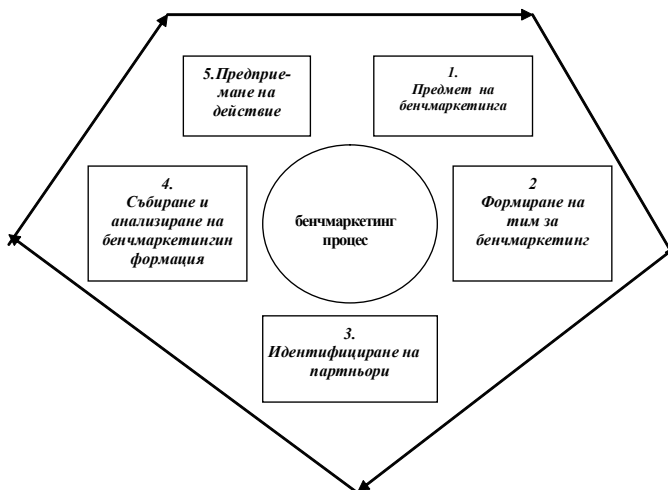 5.Предприе-
мане на
действие
1.
Предмет на
бенчмаркетинга
4.
Събиране и
анализиране на
бенчмаркетингин
формация
бенчмаркетинг
процес
2
Формиране на
тим за
бенчмаркетинг
3.
Идентифициране на
партньори